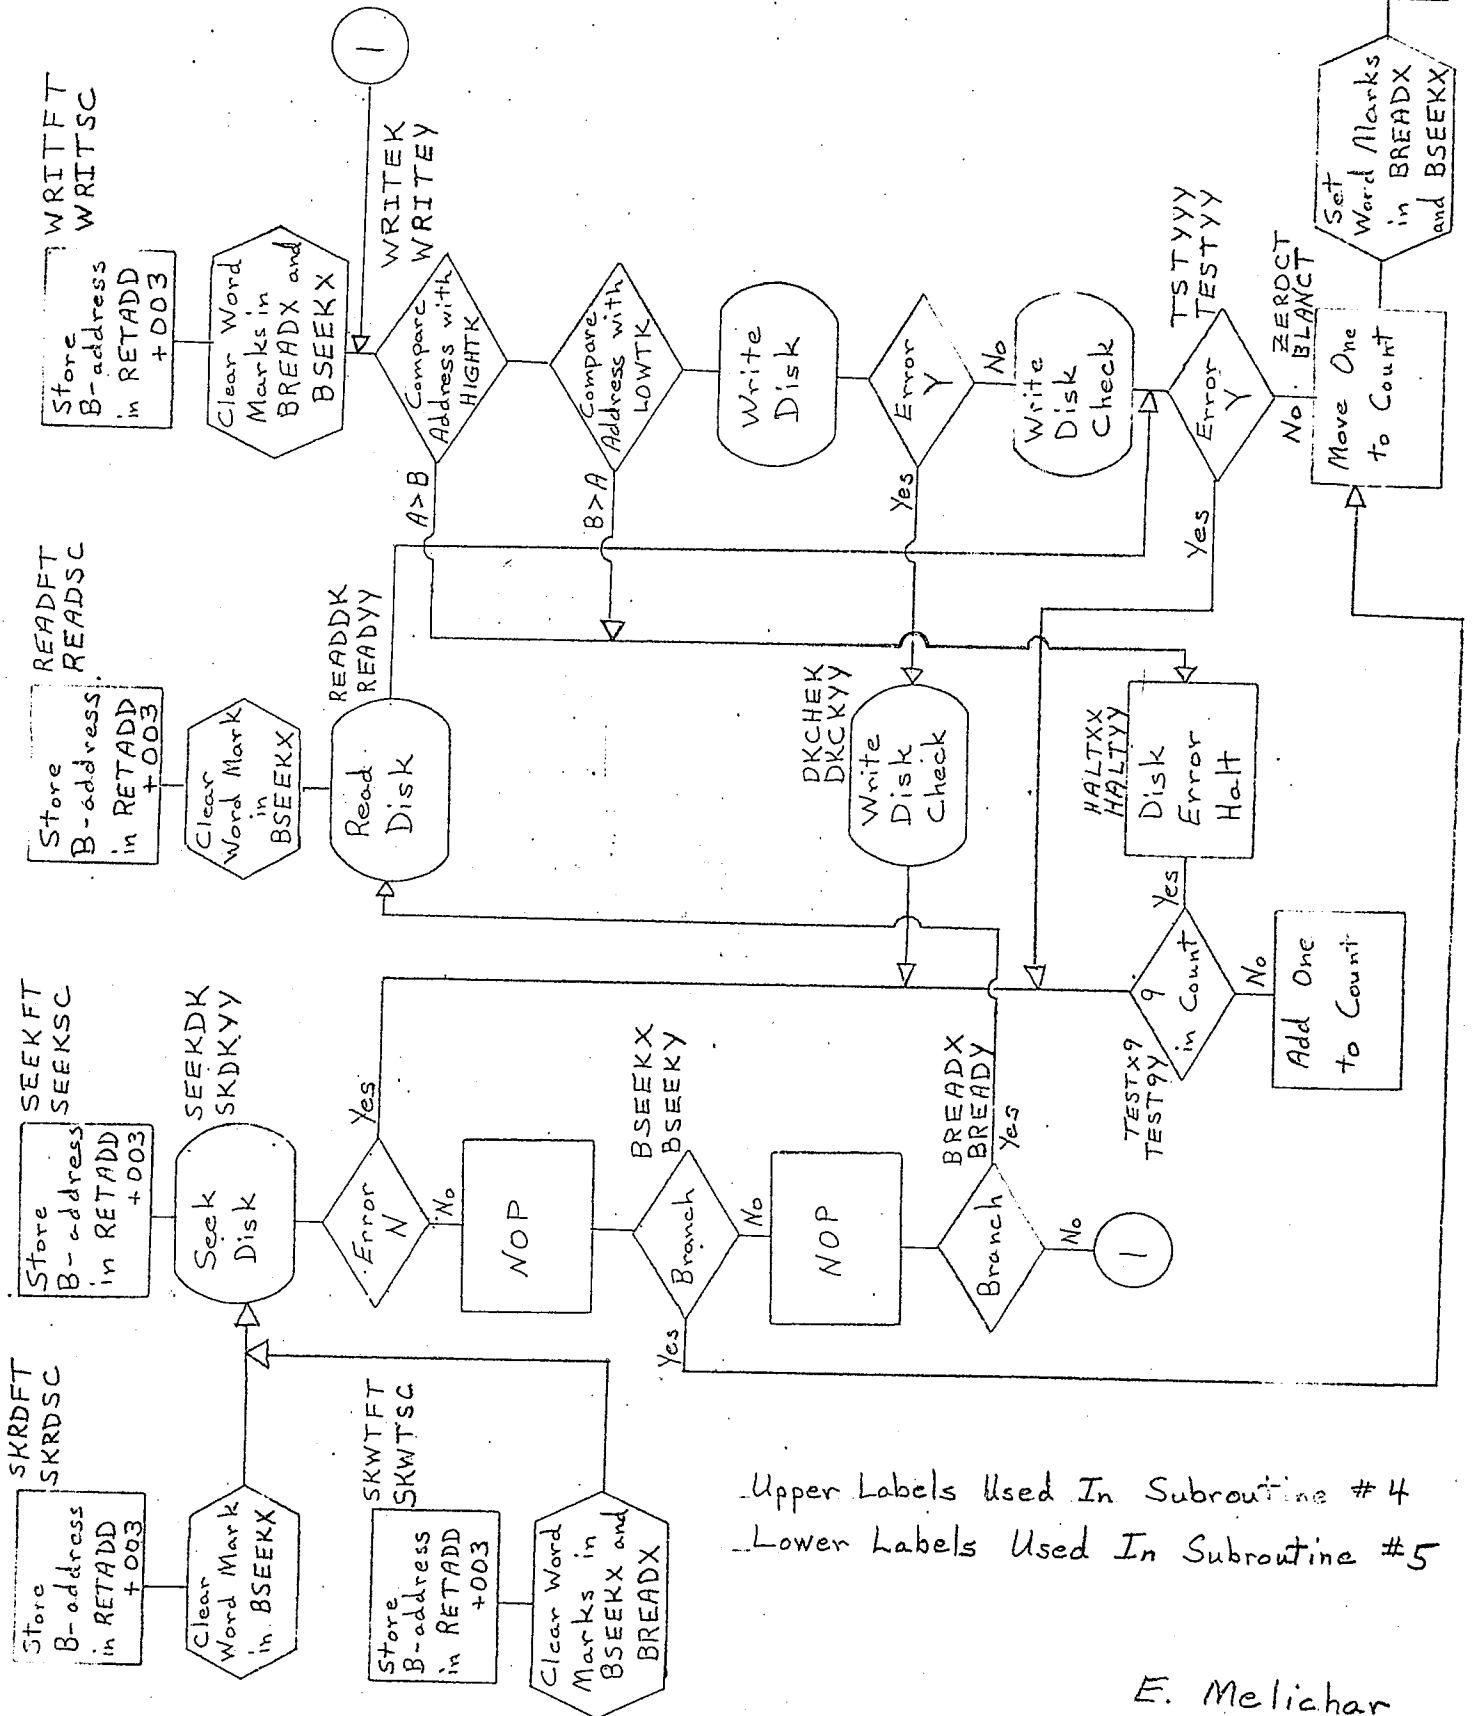 SKRDFT
SKRDSC
Store
B-address
in RETADD
+003
Clear
Word Mark
in BSEEKX
SKWTFT
SKWTSC
Store
B-address
in RETADD
+003
Clear Word
Marks in
BSEEKX and
BREADX
SEEKFT
SEEKSC
Store
B-address
in RETADD
+003
SEEKDK
SKDKYY
Seek
Disk
Error
N
Yes
No
NOP
BSEEKX
BSEEKY
Branch
Yes
No
NOP
BREADX
BREADY
Branch
Yes
No
1
READFT
READSC
Store
B-address
in RETADD
+003
Clear
Word Mark
in
BSEEKX
READDK
READYY
Read
Disk
DKCHEK
DKCKYY
Write
Disk
Check
HALTXX
HALTYY
Disk
Error
Halt
Yes
TESTX9
TEST9Y
9
in Count
No
Add One
to Count
WRITFT
WRITSC
Store
B-address
in RETADD
+003
Clear Word
Marks in
BREADX and
BSEEKX
1
WRITEK
WRITEY
Compare
Address with
HIGHTK
A>B
Compare
Address with
LOWTK
B>A
Write
Disk
Error
Y
Yes
No
Write
Disk
Check
TSTYYY
TESTYY
Error
Y
Yes
No
ZEROCT
BLANCT
Move One
to Count
Set
Word Marks
in BREADX
and BSEEKX
Upper Labels Used In Subroutine #4
Lower Labels Used In Subroutine #5
E. Melichar